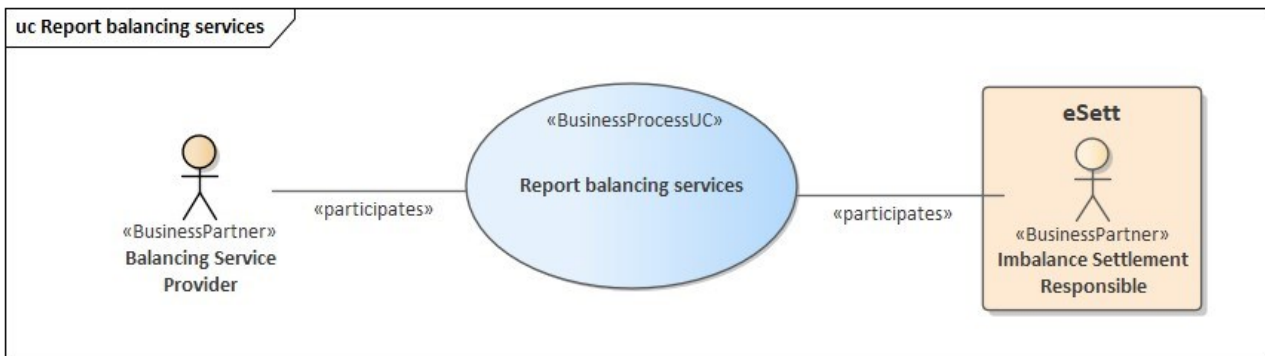 uc Report balancing services
«BusinessProcessUC»
Report balancing services
eSett
«participates»
«participates»
«BusinessPartner»
Balancing Service
Provider
«BusinessPartner»
Imbalance Settlement
Responsible